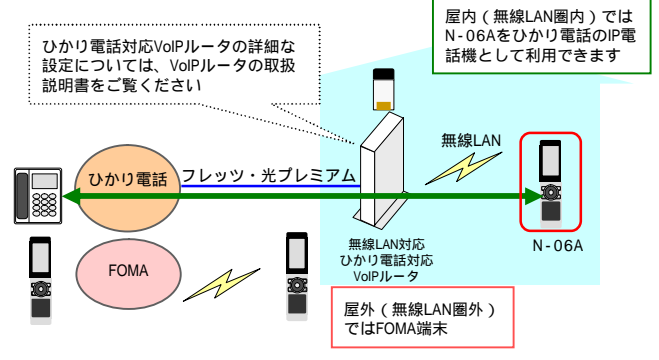 屋内(無線LAN圏内)では
N-06Aをひかり電話のIP電
話機として利用できます
ひかり電話対応VoIPルータの詳細な
設定については、VoIPルータの取扱
説明書をご覧ください
無線LAN
ひかり電話
フレッツ・光プレミアム
N-06A
無線LAN対応
ひかり電話対応
VoIPルータ
FOMA
屋外(無線LAN圏外)
ではFOMA端末